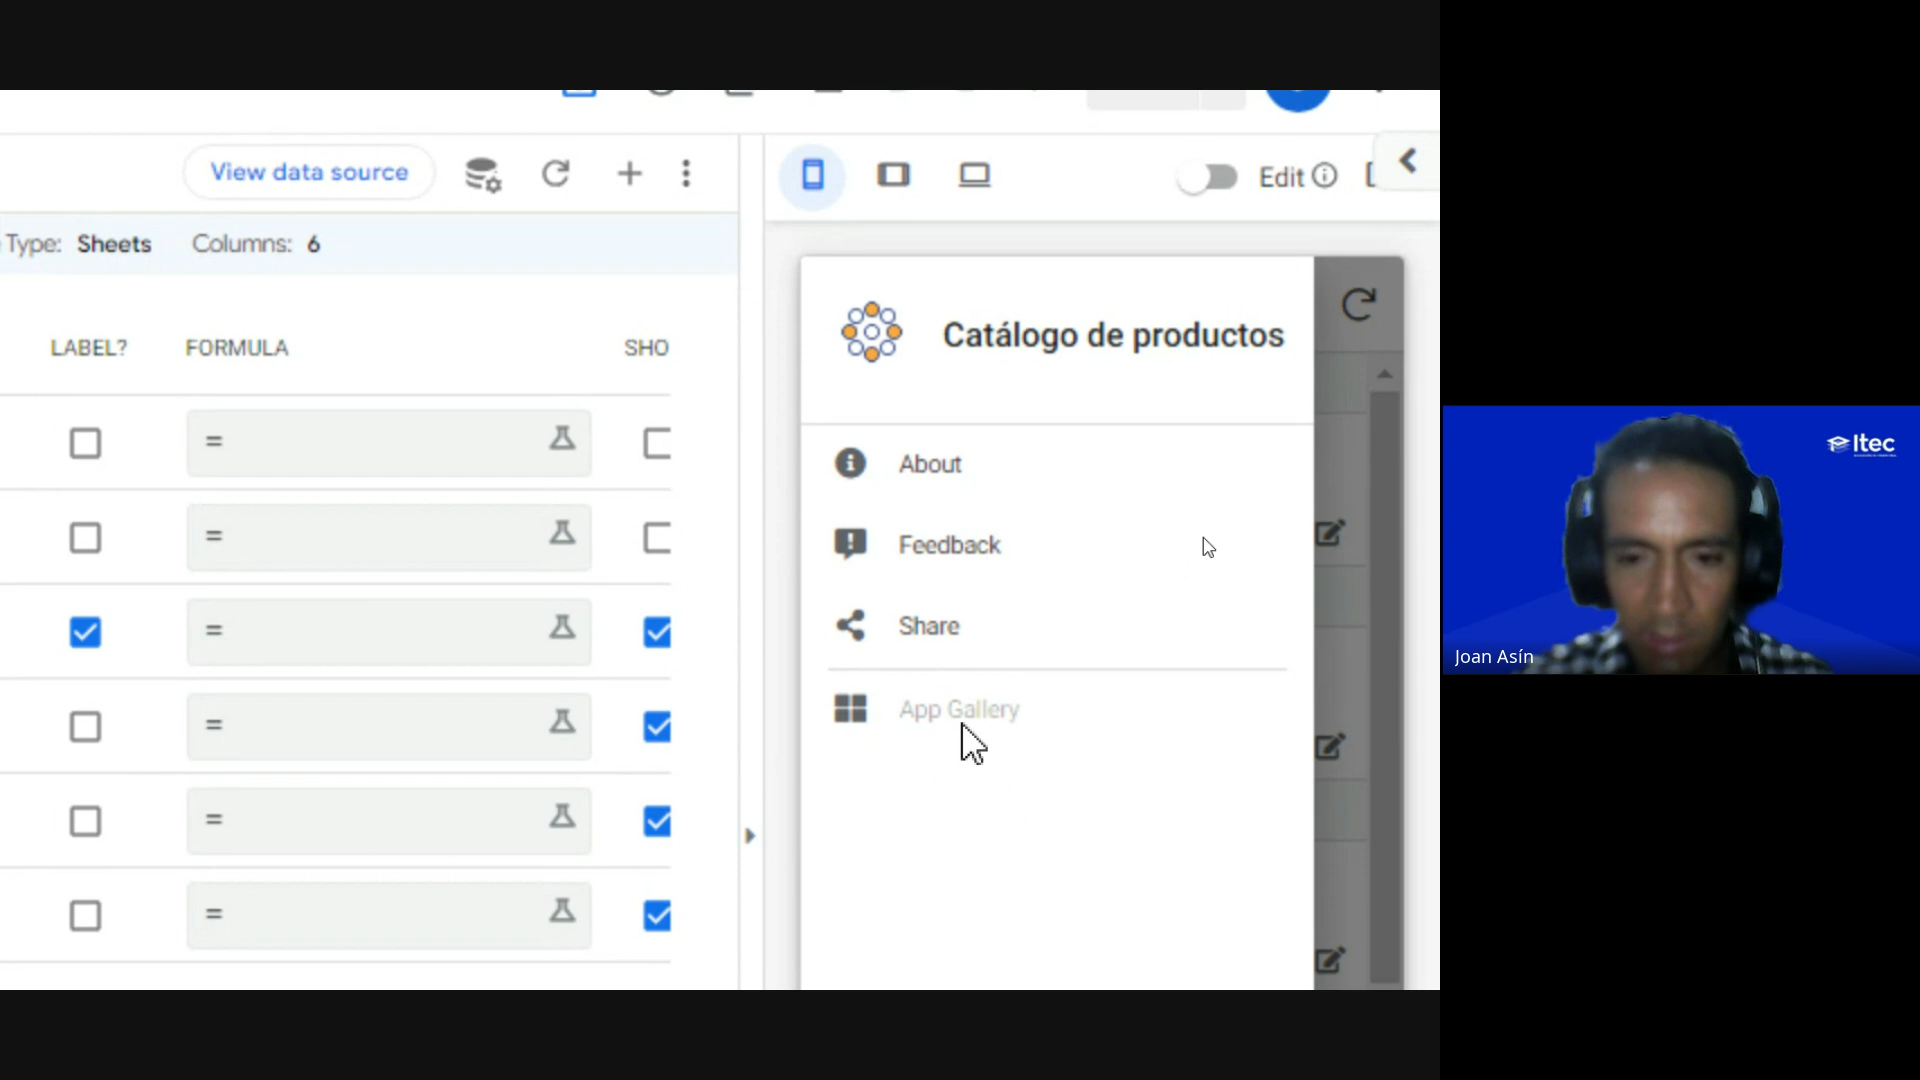 View data source
Edit
Type: Sheets Columns: 6
LABEL? FORMULA SHO
=
=
=
=
=
=
Catálogo de productos
About
Feedback
Share
App Gallery
Itec
Joan Asín